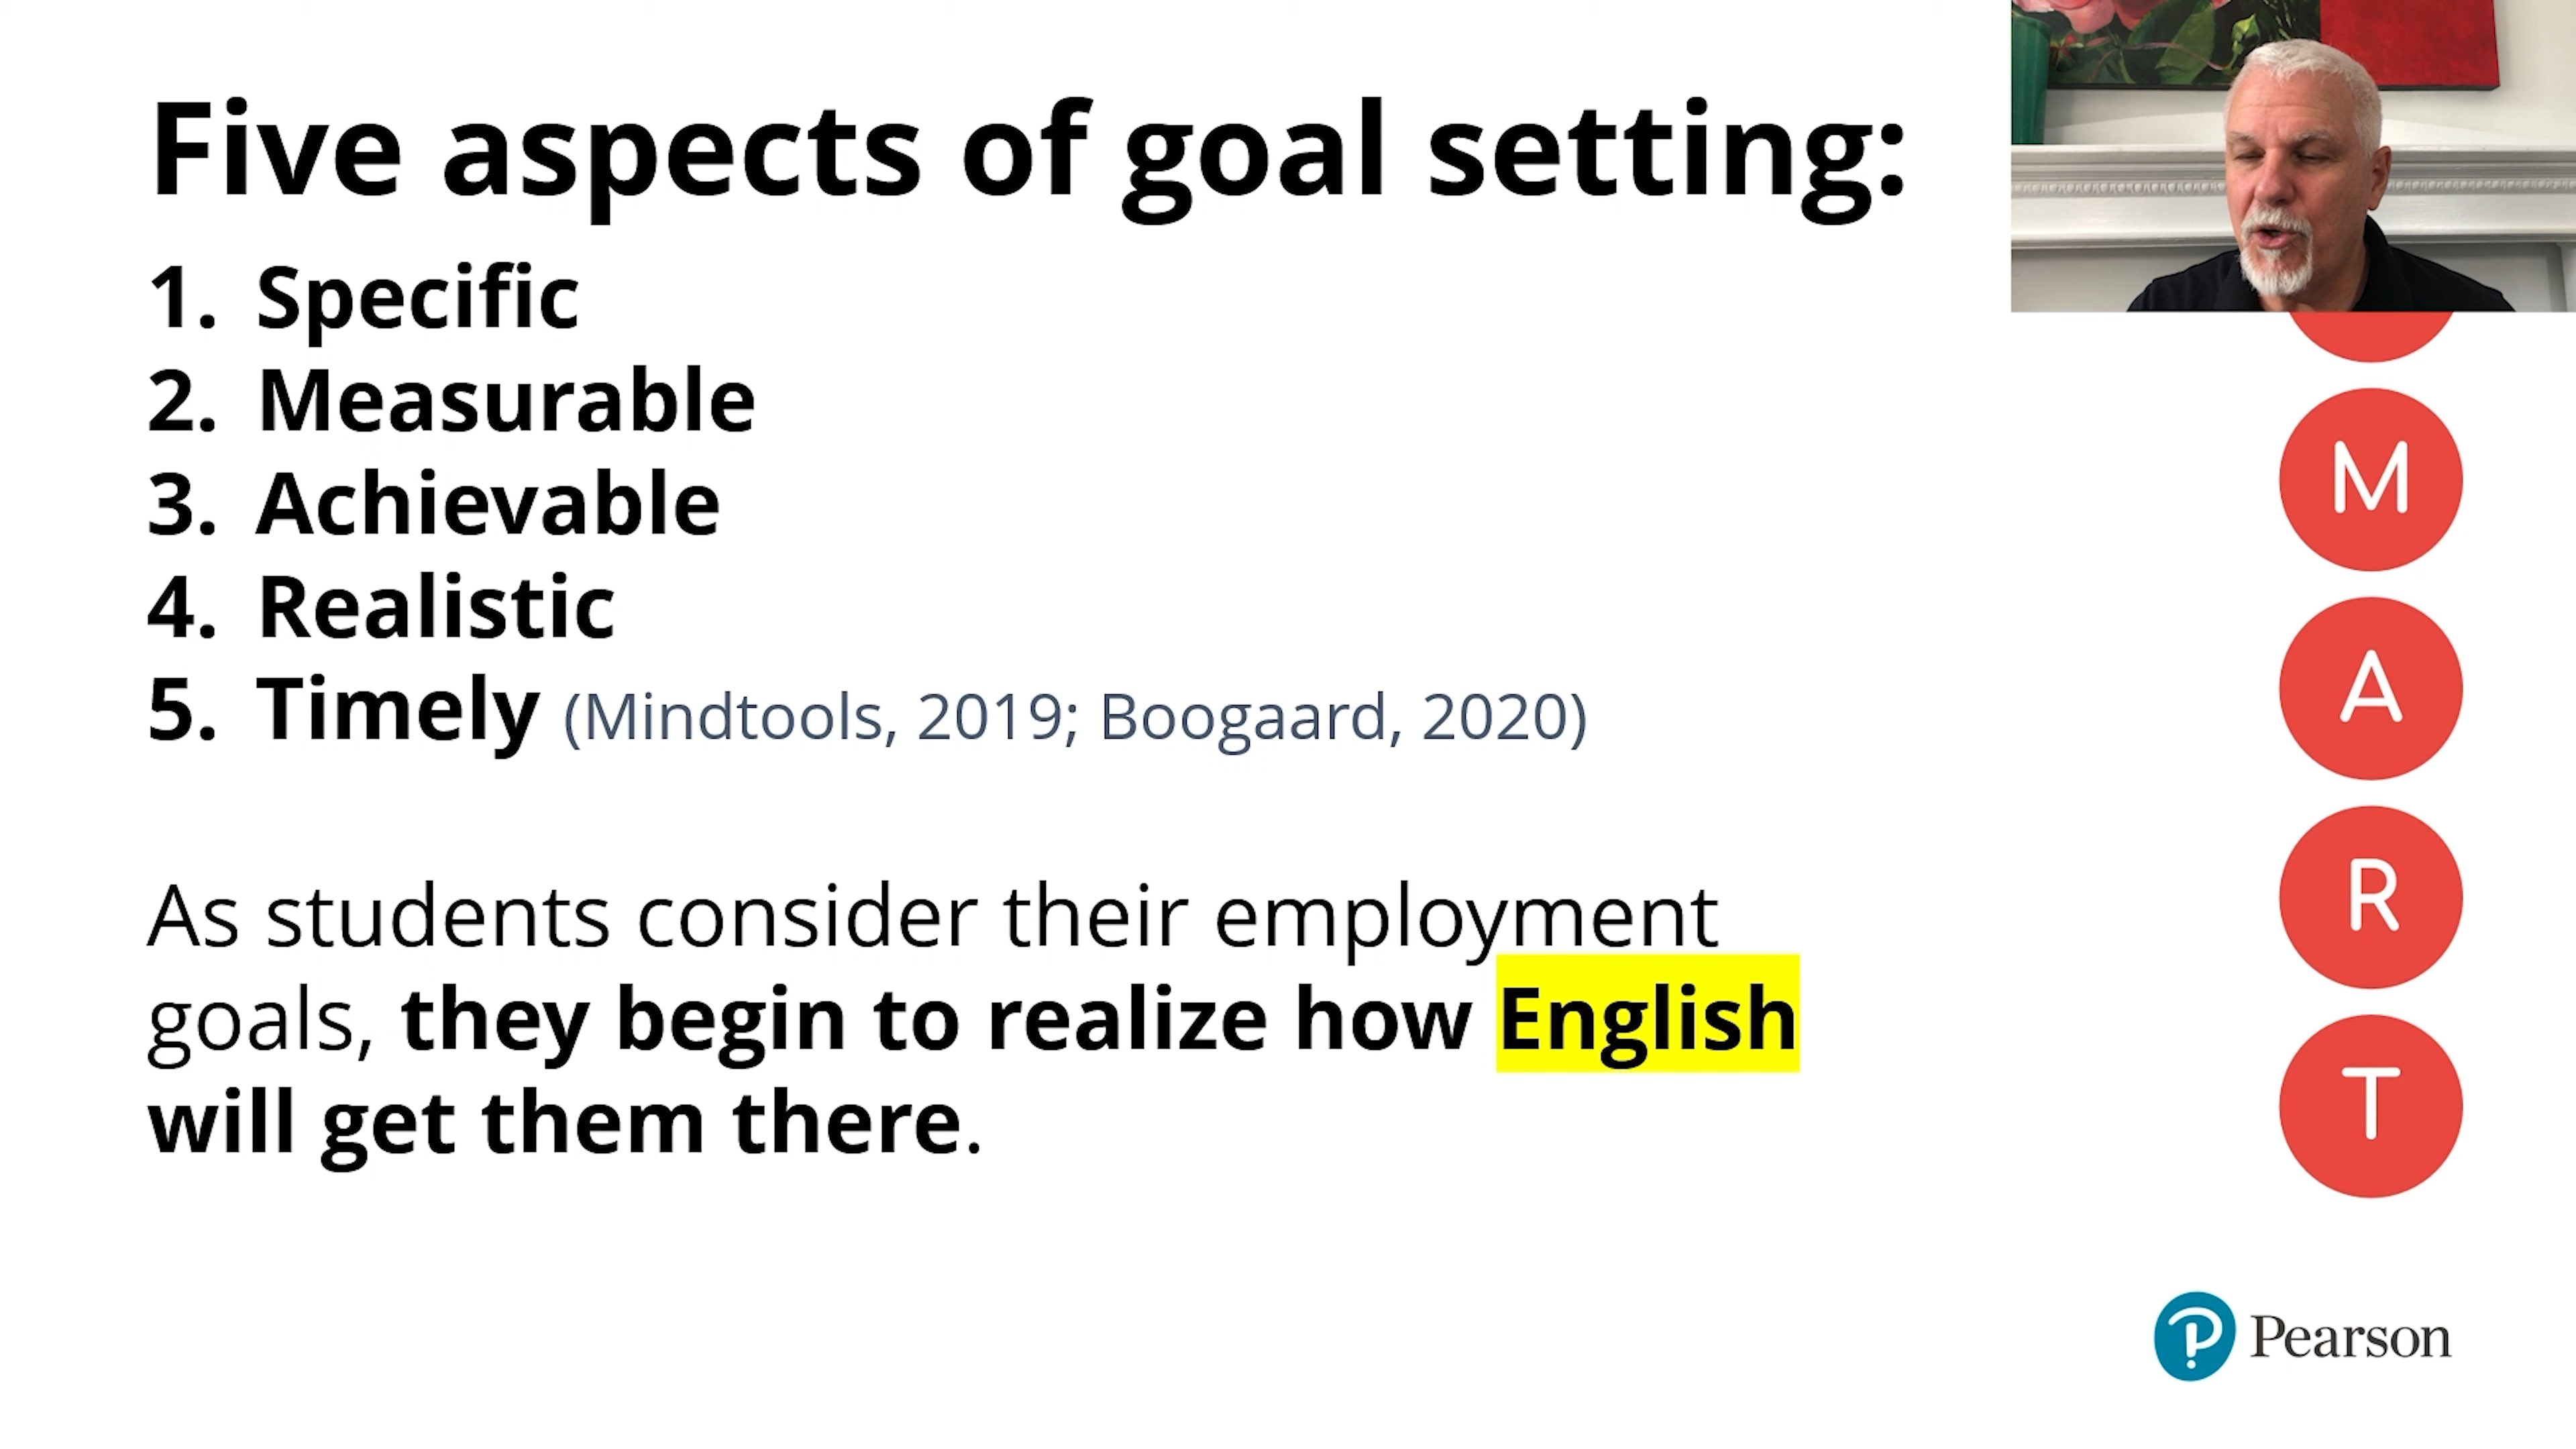 Five aspects of goal setting:
1. Specific
2. Measurable
3. Achievable
4. Realistic
5. Timely (Mindtools, 2019; Boogaard, 2020)
As students consider their employment
goals, they begin to realize how English
will get them there.
M
A
R
T
Pearson